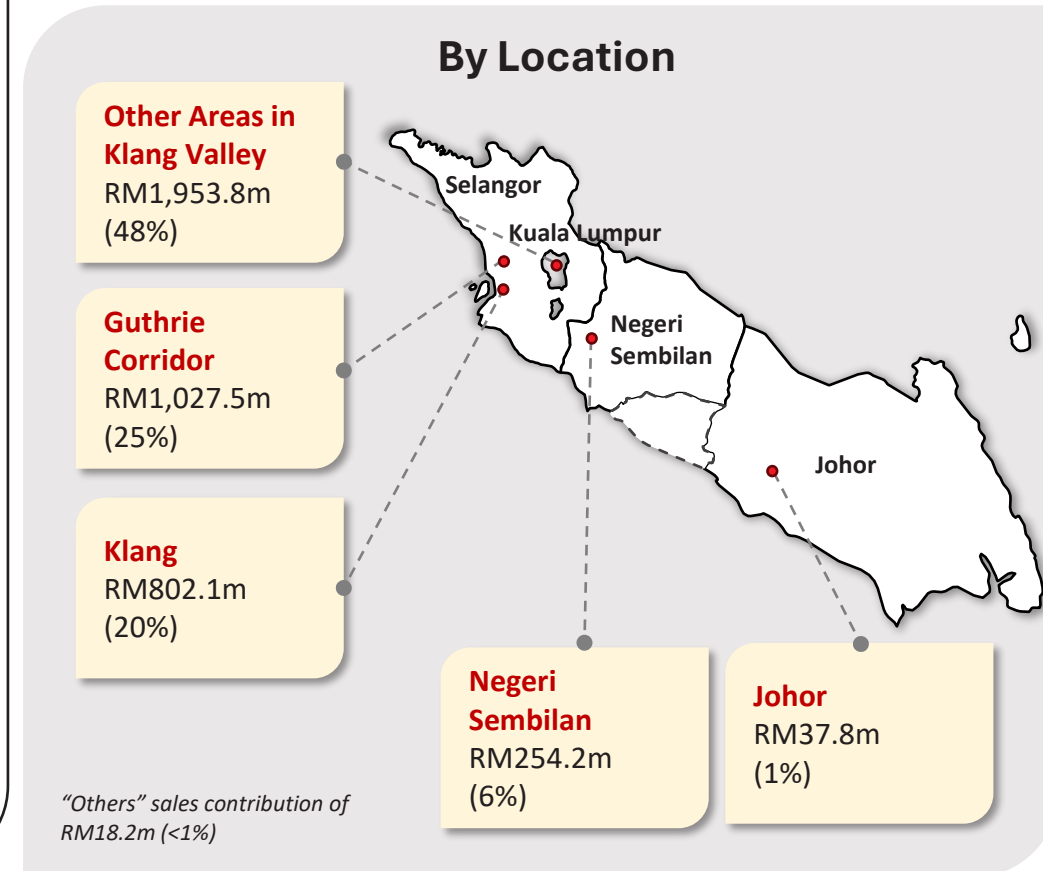 By Location
Other Areas in
Klang Valley
RM1,953.8m
(48%)
Selangor
Kuala Lumpur
Guthrie
Corridor
RM1,027.5m
(25%)
Negeri
Sembilan
Johor
Klang
RM802.1m
(20%)
Negeri
Sembilan
RM254.2m
(6%)
Johor
RM37.8m
(1%)
“Others” sales contribution of
RM18.2m (<1%)